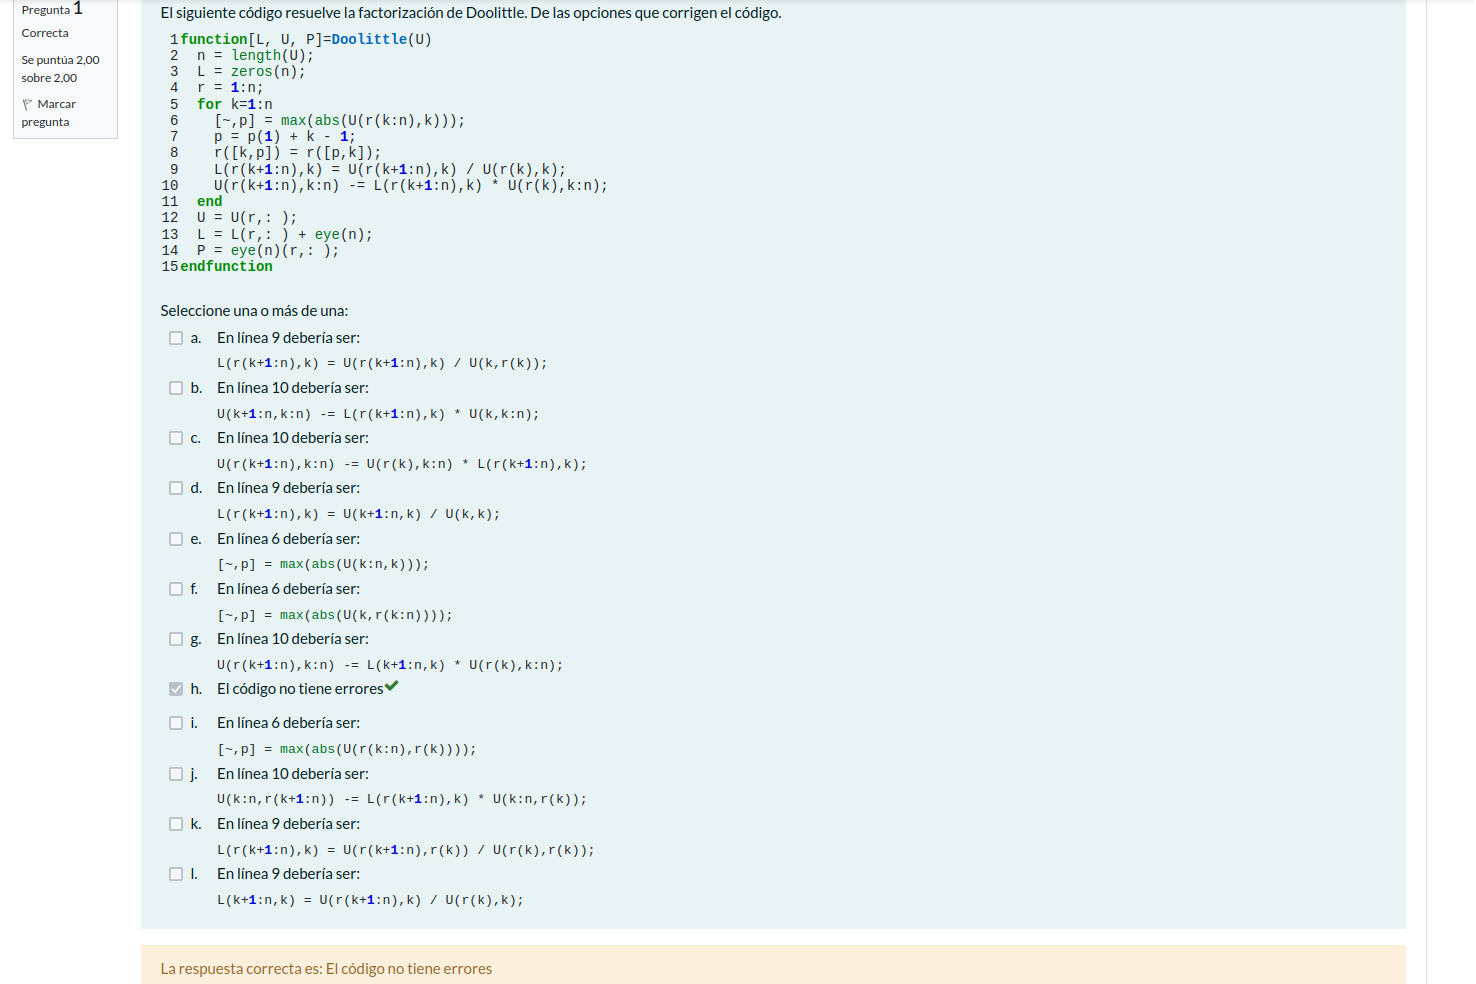 Pregunta 1
Correcta
Se puntúa 2,00
sobre 2,00
Marcar
pregunta
El siguiente código resuelve la factorización de Doolittle. De las opciones que corrigen el código.
1 function[L, U, P]=Doolittle(U)
2 n = length(U);
3 L = zeros(n);
4 r = 1:n;
5 for k=1:n
6 [~,p] = max(abs(U(r(k:n),k)));
7 p = p(1) + k - 1;
8 r([k,p]) = r([p,k]);
9 L(r(k+1:n),k) = U(r(k+1:n),k) / U(r(k),k);
10 U(r(k+1:n),k:n) -= L(r(k+1:n),k) * U(r(k),k:n);
11 end
12 U = U(r,: );
13 L = L(r,: ) + eye(n);
14 P = eye(n)(r,: );
15 endfunction
Seleccione una o más de una:
a. En línea 9 debería ser:
L(r(k+1:n),k) = U(r(k+1:n),k) / U(k,r(k));
b. En línea 10 debería ser:
U(k+1:n,k:n) -= L(r(k+1:n),k) * U(k,k:n);
c. En línea 10 debería ser:
U(r(k+1:n),k:n) -= U(r(k),k:n) * L(r(k+1:n),k);
d. En línea 9 debería ser:
L(r(k+1:n),k) = U(k+1:n,k) / U(k,k);
e. En línea 6 debería ser:
[~,p] = max(abs(U(k:n,k)));
f. En línea 6 debería ser:
[~,p] = max(abs(U(k,r(k:n))));
g. En línea 10 debería ser:
U(r(k+1:n),k:n) -= L(k+1:n,k) * U(r(k),k:n);
h. El código no tiene errores
i. En línea 6 debería ser:
[~,p] = max(abs(U(r(k:n),r(k))));
j. En línea 10 debería ser:
U(k:n,r(k+1:n)) -= L(r(k+1:n),k) * U(k:n,r(k));
k. En línea 9 debería ser:
L(r(k+1:n),k) = U(r(k+1:n),r(k)) / U(r(k),r(k));
l. En línea 9 debería ser:
L(k+1:n,k) = U(r(k+1:n),k) / U(r(k),k);
La respuesta correcta es: El código no tiene errores